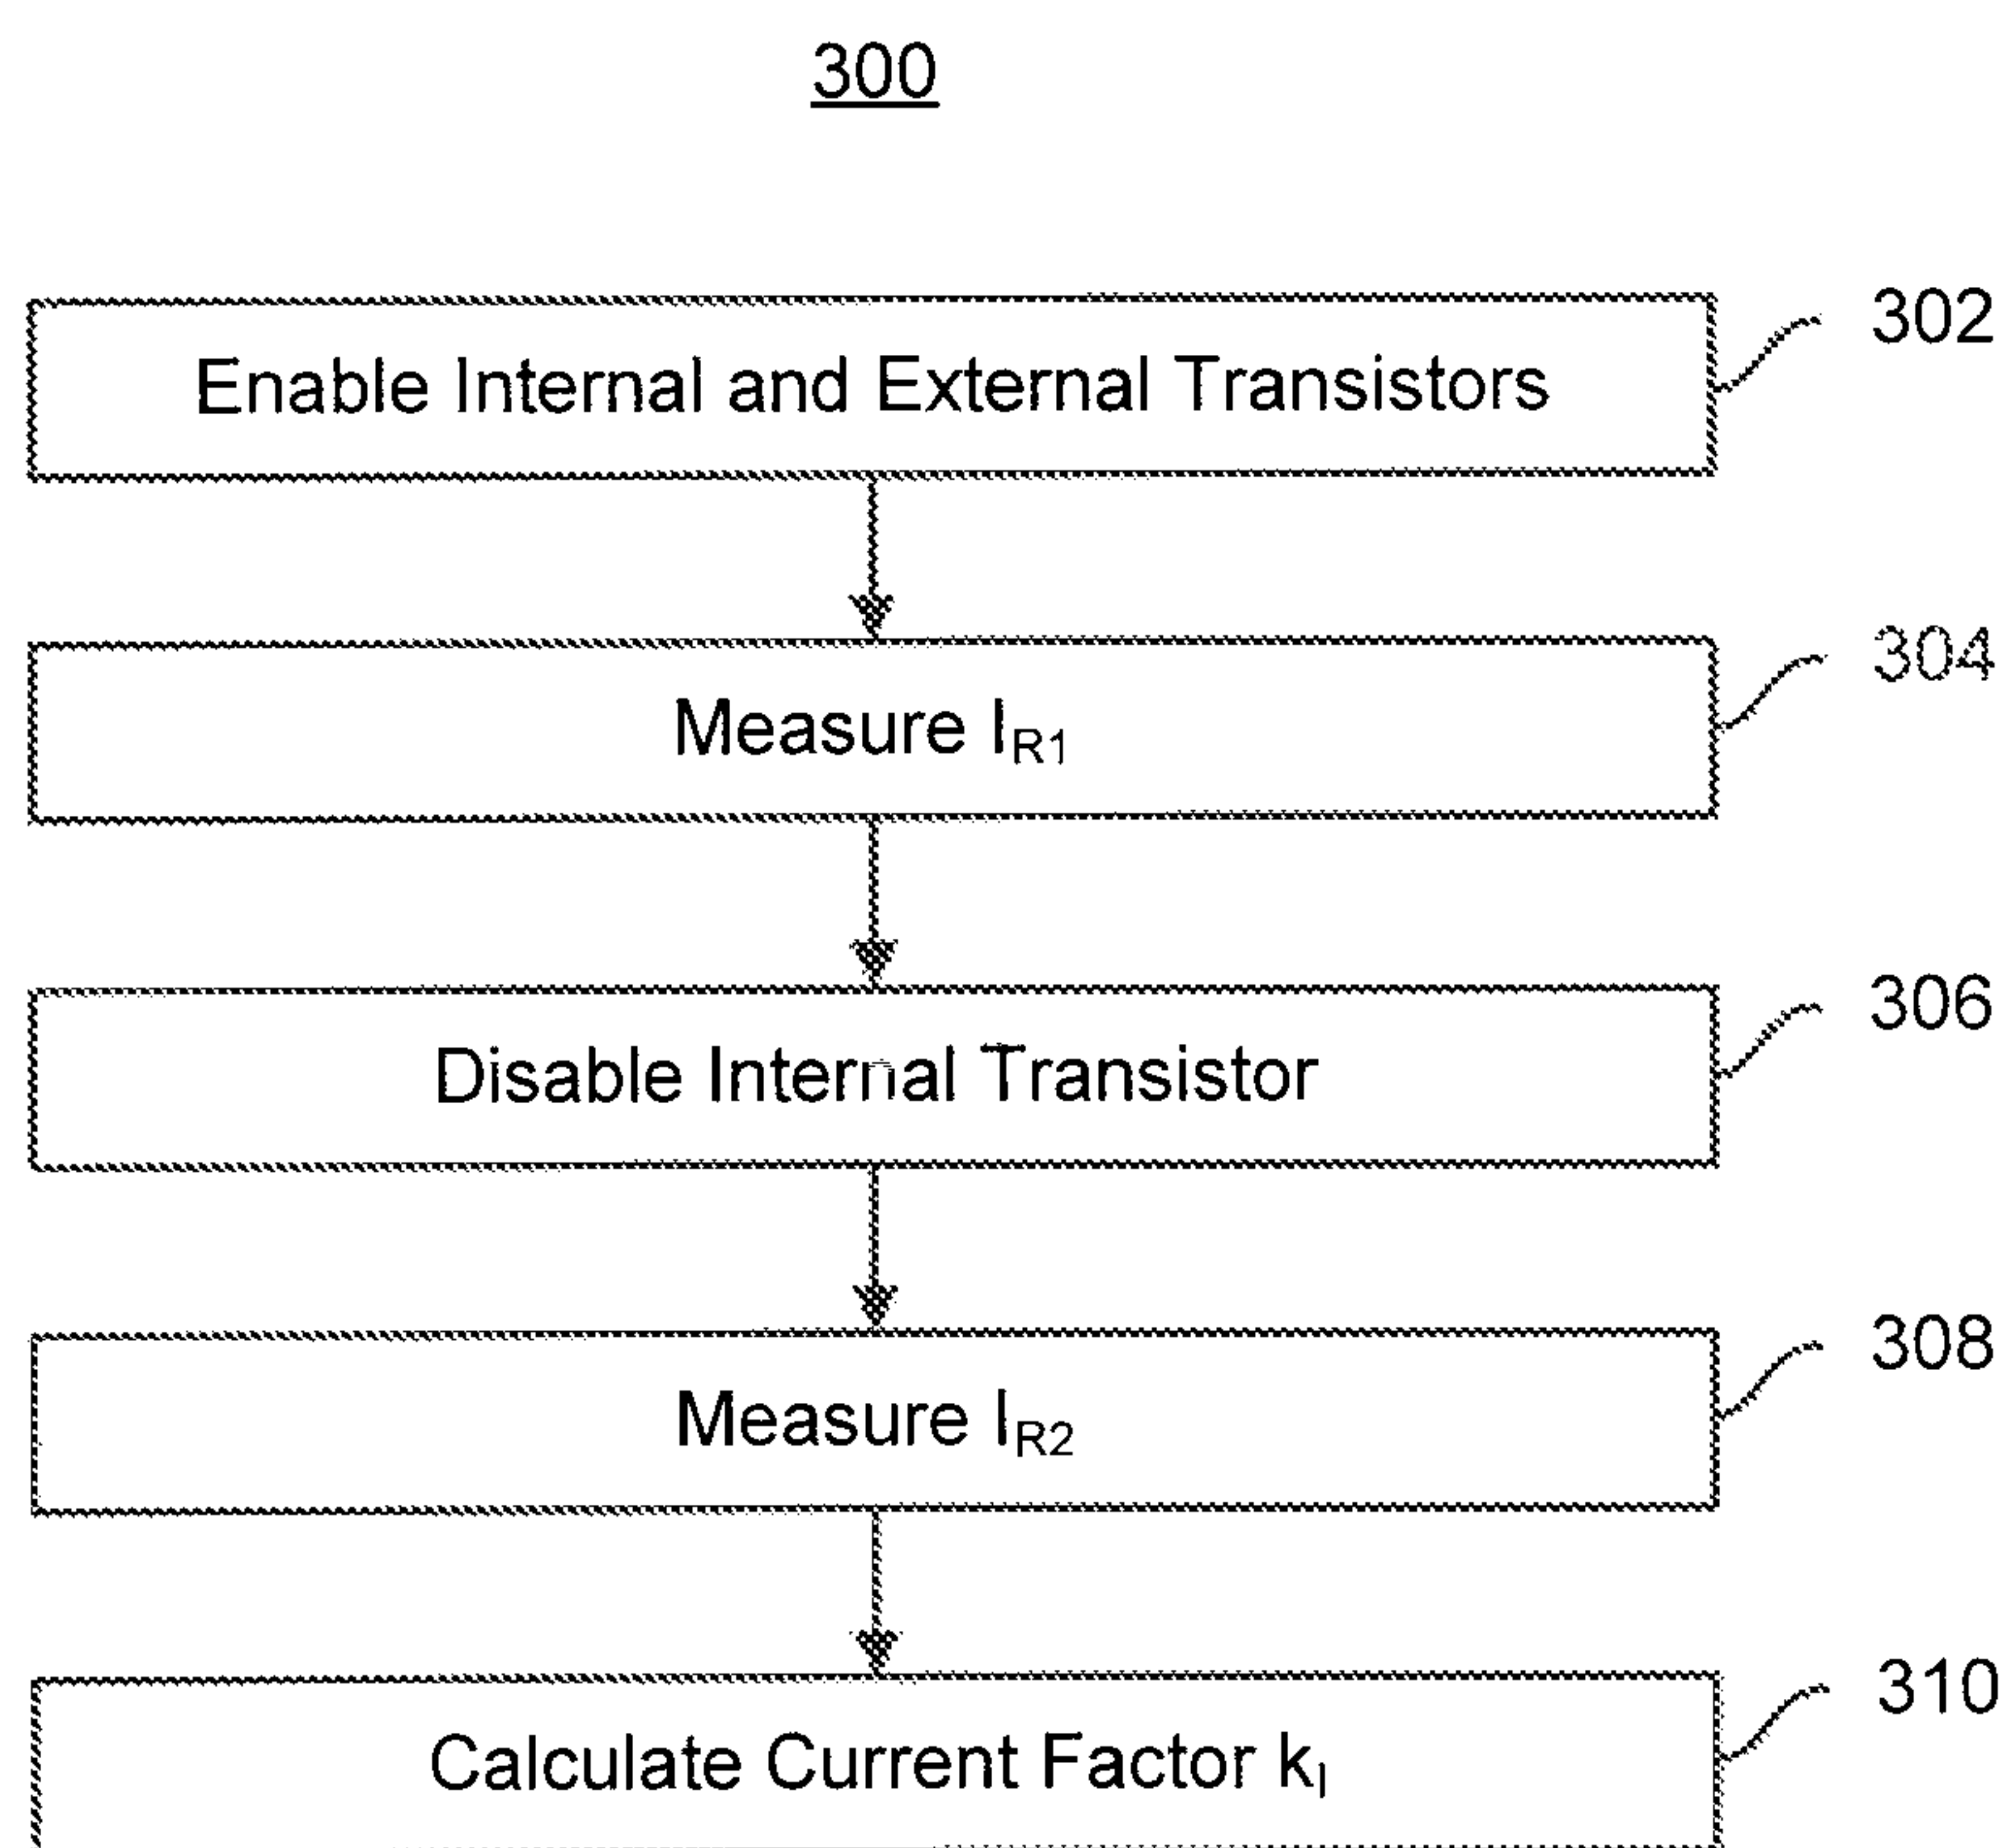 300
302
Enable Internal and External Transistors
304
Measure I_R1
306
Disable Internal Transistor
308
Measure I_R2
310
Calculate Current Factor k_I